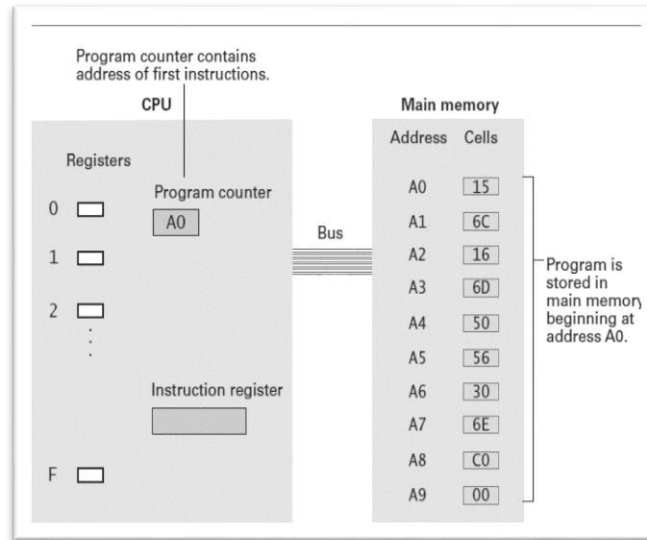 Program counter contains
address of first instructions.
CPU
Main memory
Registers
Program counter
A0
0
1
2
Instruction register
F
Bus
Address Cells
A0 15
A1 6C
A2 16
A3 6D
A4 50
A5 56
A6 30
A7 6E
A8 C0
A9 00
Program is
stored in
main memory
beginning at
address A0.